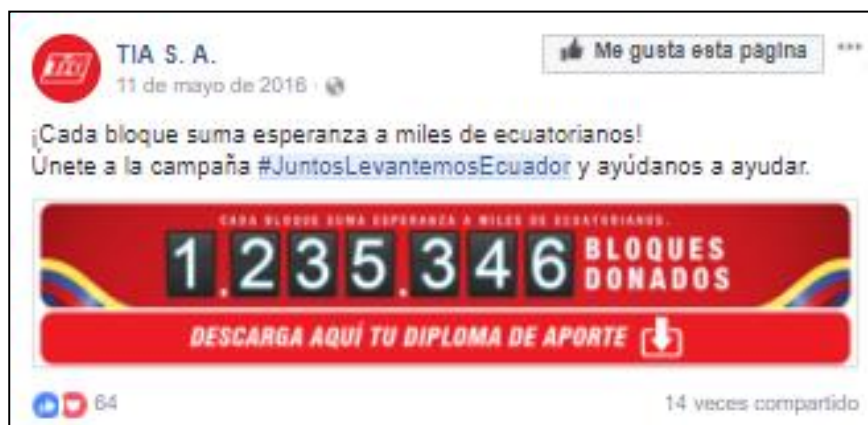 TIA
TIA S. A.
Me gusta esta página
11 de mayo de 2016
¡Cada bloque suma esperanza a miles de ecuatorianos!
Únete a la campaña #JuntosLevantemosEcuador y ayúdanos a ayudar.
CADA BLOQUE SUMA ESPERANZA A MILES DE ECUATORIANOS.
1.235.346 BLOQUES DONADOS
DESCARGA AQUÍ TU DIPLOMA DE APORTE
64
14 veces compartido